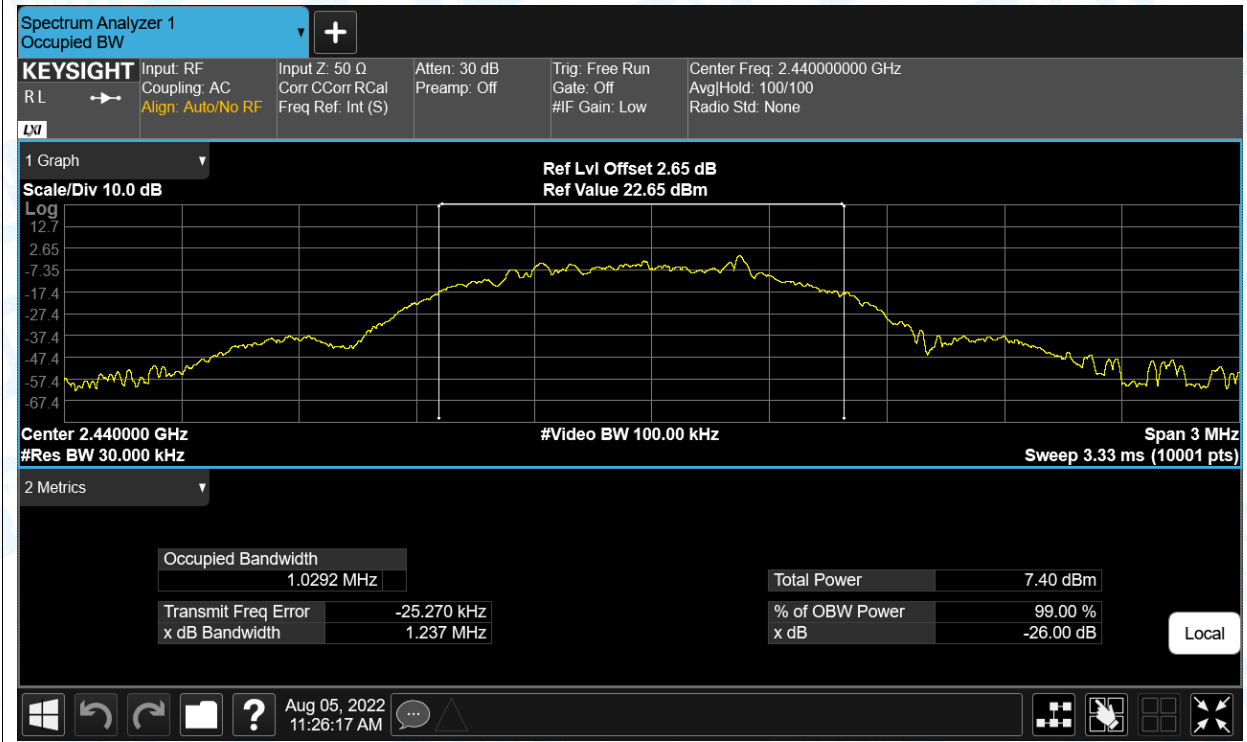 Spectrum Analyzer 1
Occupied BW
KEYSIGHT
R L
LXI
Input: RF
Coupling: AC
Align: Auto/No RF
Input Z: 50 Ω
Corr CCorr RCal
Freq Ref: Int (S)
Atten: 30 dB
Preamp: Off
Trig: Free Run
Gate: Off
#IF Gain: Low
Center Freq: 2.440000000 GHz
Avg|Hold: 100/100
Radio Std: None
1 Graph
Scale/Div 10.0 dB
Ref Lvl Offset 2.65 dB
Ref Value 22.65 dBm
Log
12.7
2.65
-7.35
-17.4
-27.4
-37.4
-47.4
-57.4
-67.4
Center 2.440000 GHz
#Video BW 100.00 kHz
Span 3 MHz
#Res BW 30.000 kHz
Sweep 3.33 ms (10001 pts)
2 Metrics
Occupied Bandwidth
1.0292 MHz
Total Power 7.40 dBm
Transmit Freq Error -25.270 kHz
% of OBW Power 99.00 %
x dB Bandwidth 1.237 MHz
x dB -26.00 dB
Local
?
Aug 05, 2022
11:26:17 AM